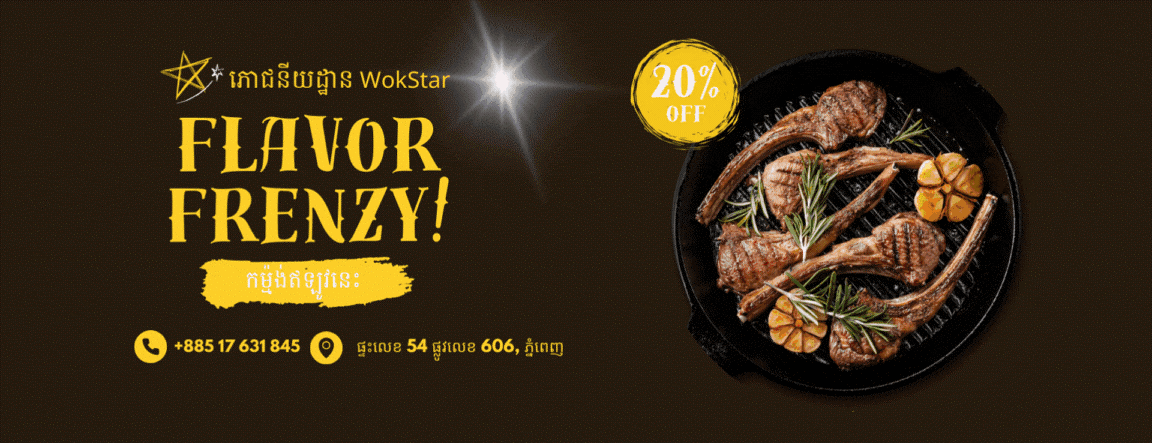 ភោជនីយដ្ឋាន WokStar
FLAVOR
FRENZY!
កម្ម៉ង់ឥឡូវនេះ
+885 17 631 845
ផ្ទះលេខ 54 ផ្លូវលេខ 606, ភ្នំពេញ
20%
OFF